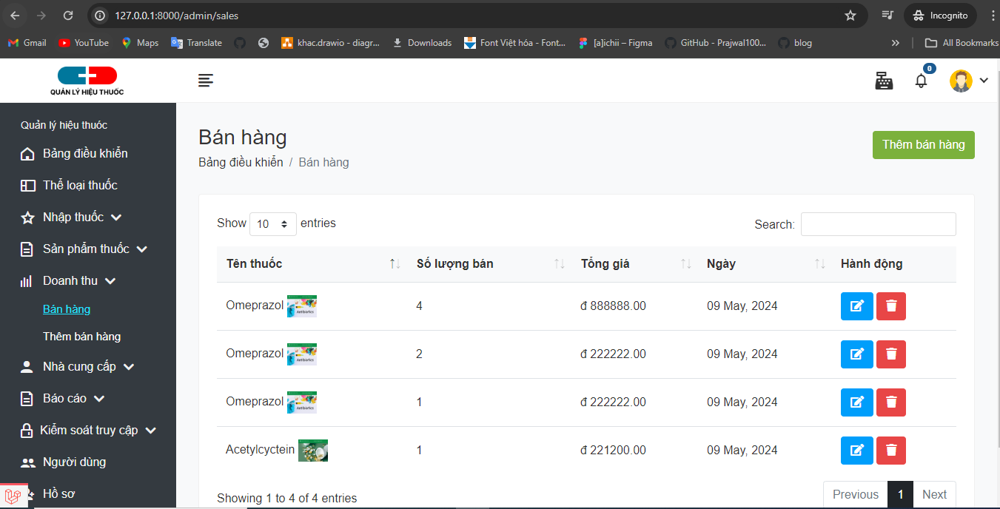 127.0.0.1:8000/admin/sales
Incognito
Gmail
YouTube
Maps
Translate
khac.drawio - diagr...
Downloads
Font Việt hóa - Font...
[a]ichii – Figma
GitHub - Prajwal100...
blog
All Bookmarks
QUẢN LÝ HIỆU THUỐC
0
Quản lý hiệu thuóc
Bảng điều khiển
Thể loại thuốc
Nhập thuốc
Sản phẩm thuốc
Doanh thu
Bán hàng
Thêm bán hàng
Nhà cung cấp
Báo cáo
Kiểm soát truy cập
Người dùng
Hồ sơ
Bán hàng
Bảng điều khiển / Bán hàng
Thêm bán hàng
Show 10 entries
Search:
Tên thuốc Số lượng bán Tổng giá Ngày Hành động
Omeprazol Antibiotics 4 đ 888888.00 09 May, 2024
Omeprazol Antibiotics 2 đ 222222.00 09 May, 2024
Omeprazol Antibiotics 1 đ 222222.00 09 May, 2024
Acetylcyctein 1 đ 221200.00 09 May, 2024
Showing 1 to 4 of 4 entries
Previous 1 Next